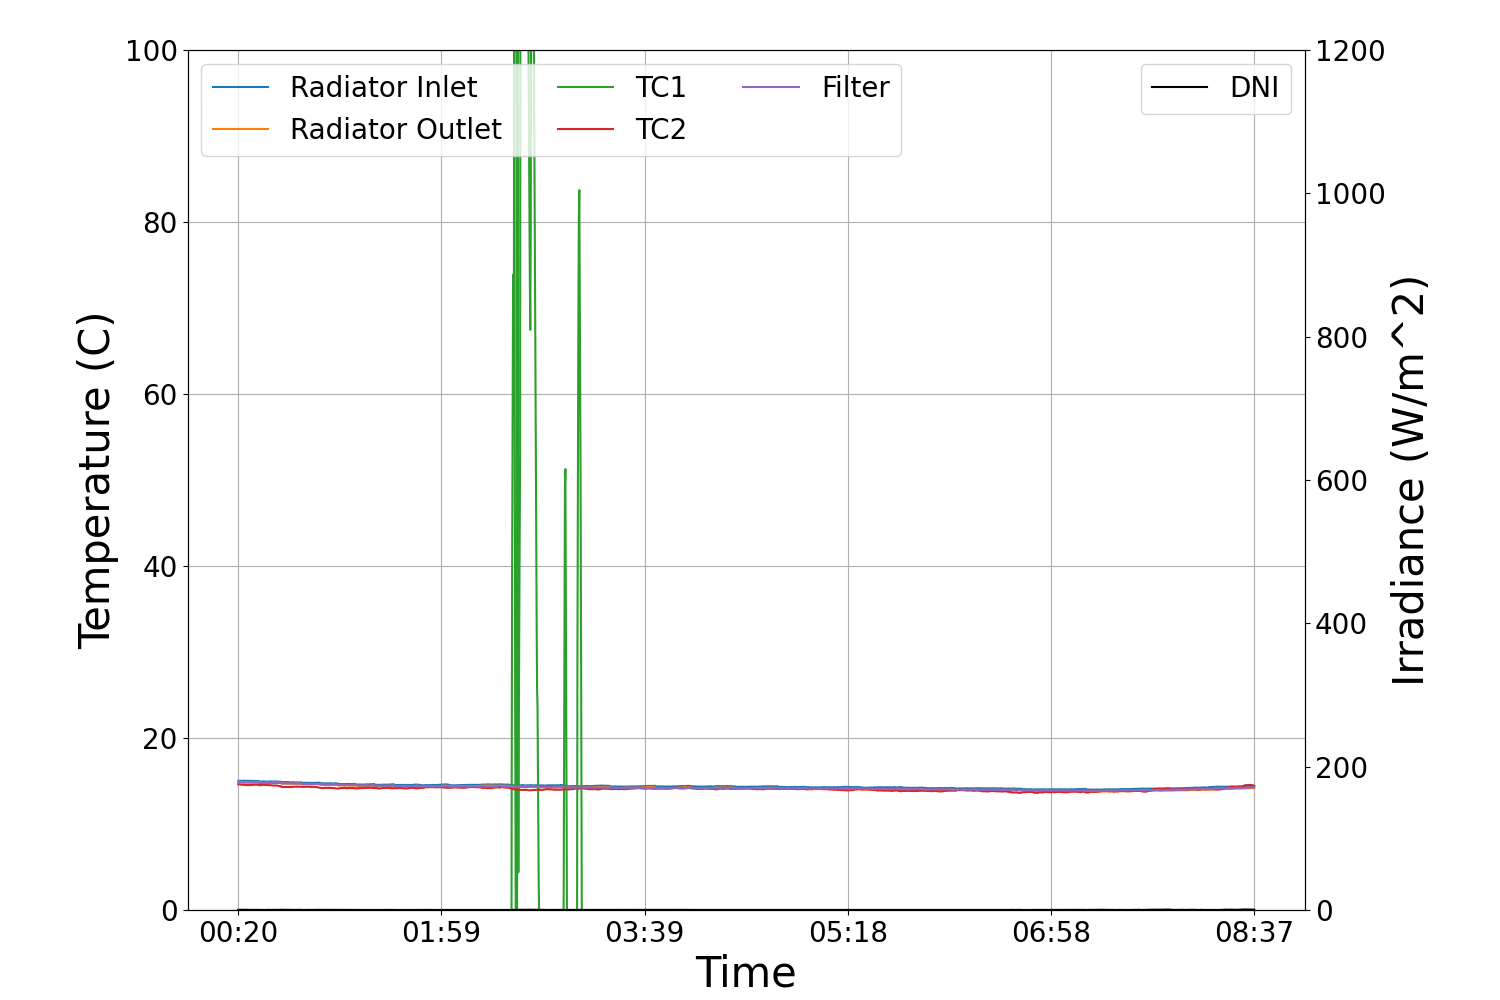 100
80
60
40
20
0
Temperature (C)
Radiator Inlet
Radiator Outlet
TC1
TC2
Filter
DNI
1200
1000
800
600
400
200
0
Irradiance (W/m^2)
00:20 01:59 03:39 05:18 06:58 08:37
Time